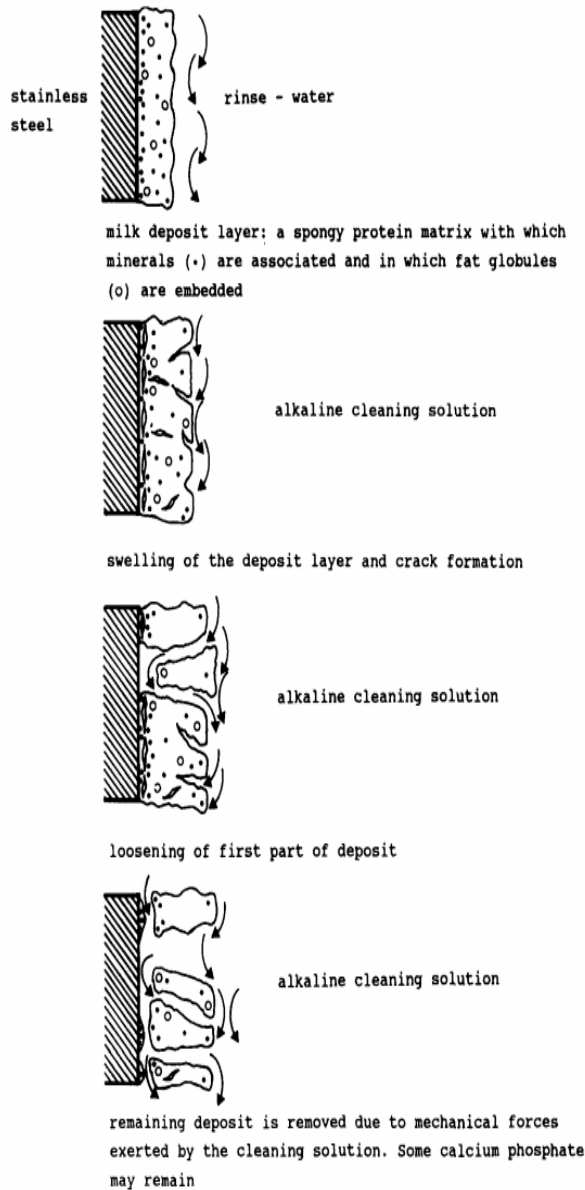 stainless
steel
rinse - water
milk deposit layer: a spongy protein matrix with which
minerals (•) are associated and in which fat globules
(o) are embedded
alkaline cleaning solution
swelling of the deposit layer and crack formation
alkaline cleaning solution
loosening of first part of deposit
alkaline cleaning solution
remaining deposit is removed due to mechanical forces
exerted by the cleaning solution. Some calcium phosphate
may remain